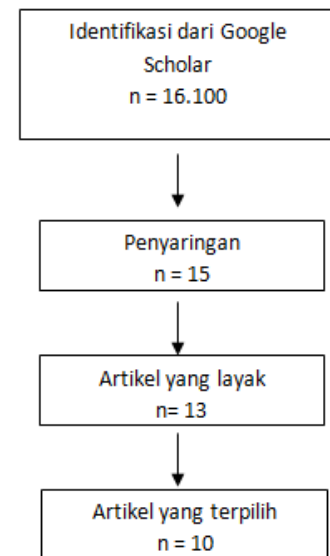 Identifikasi dari Google
Scholar
n = 16.100
Penyaringan
n = 15
Artikel yang layak
n= 13
Artikel yang terpilih
n = 10